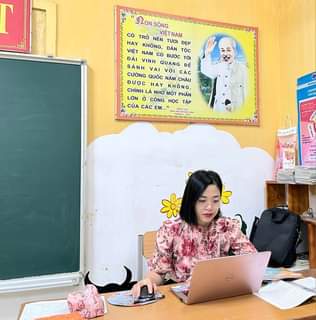 "NON SÔNG
VIỆT NAM
CÓ TRỞ NÊN TƯƠI ĐẸP
HAY KHÔNG, DÂN TỘC
VIỆT NAM CÓ BƯỚC TỚI
ĐÀI VINH QUANG ĐỂ
SÁNH VAI VỚI CÁC
CƯỜNG QUỐC NĂM CHÂU
ĐƯỢC HAY KHÔNG,
CHÍNH LÀ NHỜ MỘT PHẦN
LỚN Ở CÔNG HỌC TẬP
CỦA CÁC EM..."
T
DELL